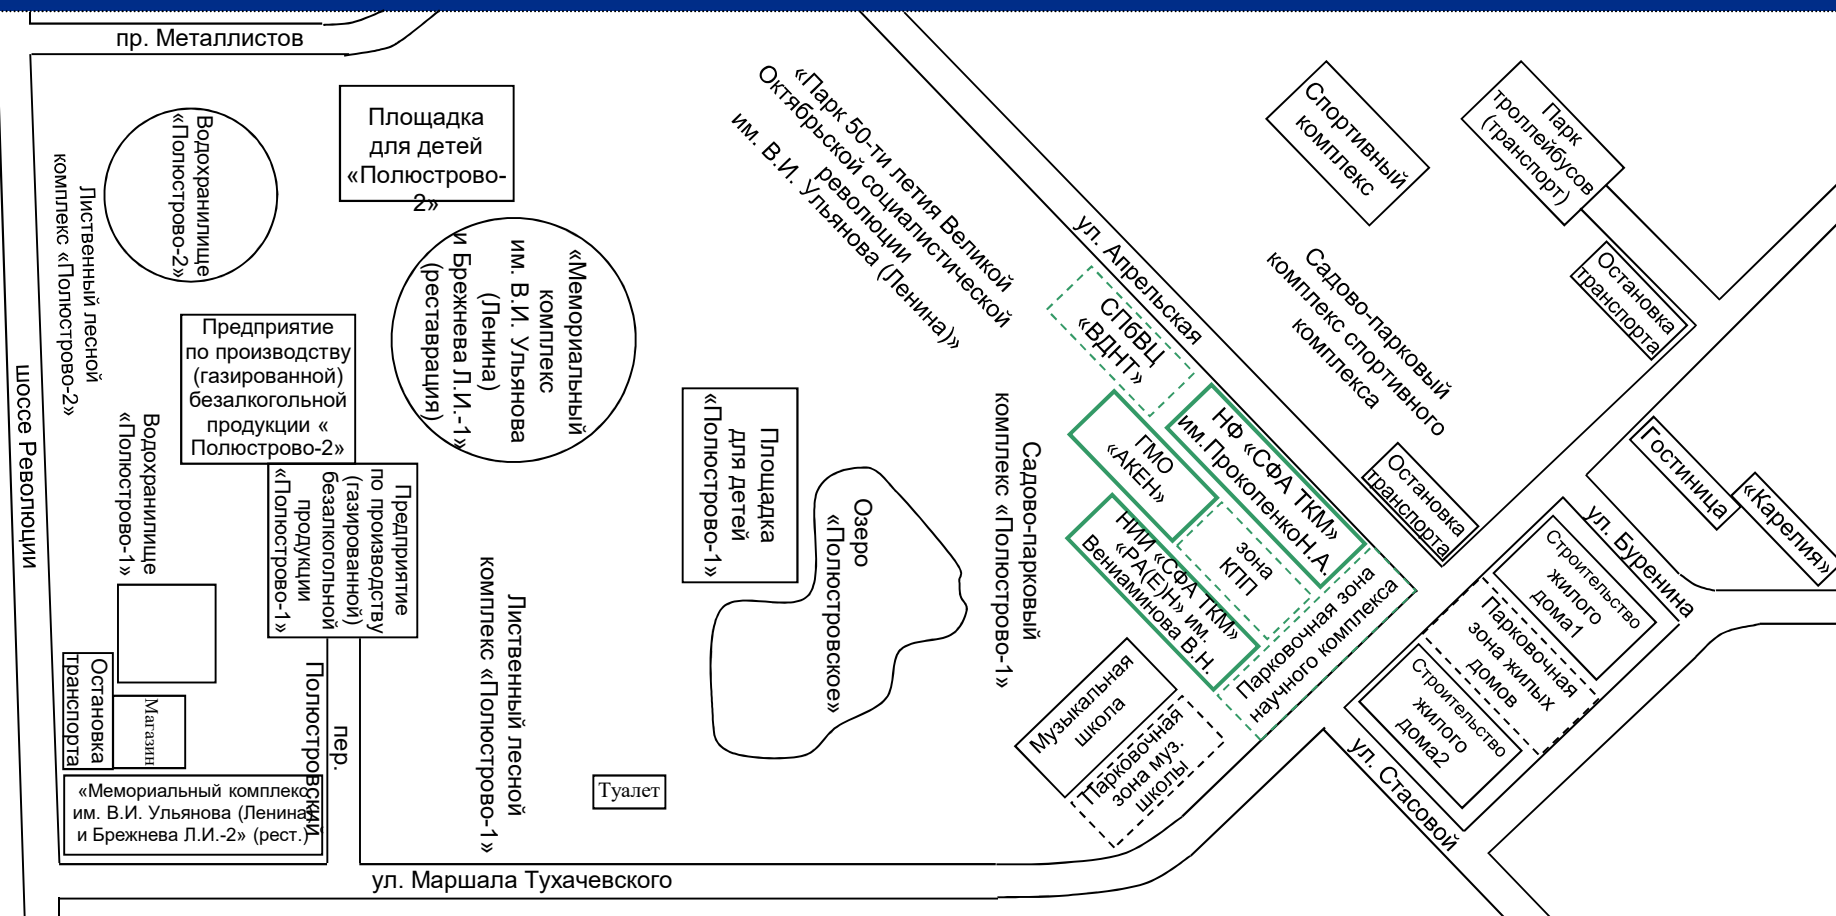 пр. Металлистов
Площадка
для детей
«Полюстрово-
2»
Водохранилище
«Полюстрово-2»
Лиственный лесной
комплекс «Полюстрово-2»
«Парк 50-ти летия Великой
Октябрьской социалистической
революции
им. В.И. Ульянова (Ленина)»
Спортивный
комплекс
Парк
троллейбусов
(транспорт)
ул. Апрельская
«Мемориальный
комплекс
им. В.И. Ульянова
(Ленина)
и Брежнева Л.И.-1»
(реставрация)
Садово-парковый
комплекс спортивного
комплекса
Остановка
транспорта
СПбВЦ
«ВДНТ»
Предприятие
по производству
(газированной)
безалкогольной
продукции «
Полюстрово-2»
шоссе Революции
Водохранилище
«Полюстрово-1»
Предприятие
по производству
(газированной)
безалкогольной
продукции
«Полюстрово-1»
Площадка
для детей
«Полюстрово-1»
Озеро
«Полюстровское»
Садово-парковый
комплекс «Полюстрово-1»
НФ «СФА ТКМ»
им.ПрокопенкоН.А.
ГМО
«АКЕН»
зона
КПП
НИИ «СФА ТКМ»
«РА(Е)Н» им.
Вениаминова В.Н.
Остановка
транспорта
Гостиница
«Карелия»
ул. Буренина
Строительство
жилого
дома1
Парковочная
зона жилых
домов
Строительство
жилого
дома2
Парковочная зона
научного комплекса
Музыкальная
школа
Парковочная
зона муз.
школы
ул. Стасовой
Лиственный лесной
комплекс «Полюстрово-1»
Остановка
транспорта
Магазин
Полюстровский
пер.
Туалет
«Мемориальный комплекс
им. В.И. Ульянова (Ленина)
и Брежнева Л.И.-2» (рест.)
ул. Маршала Тухачевского